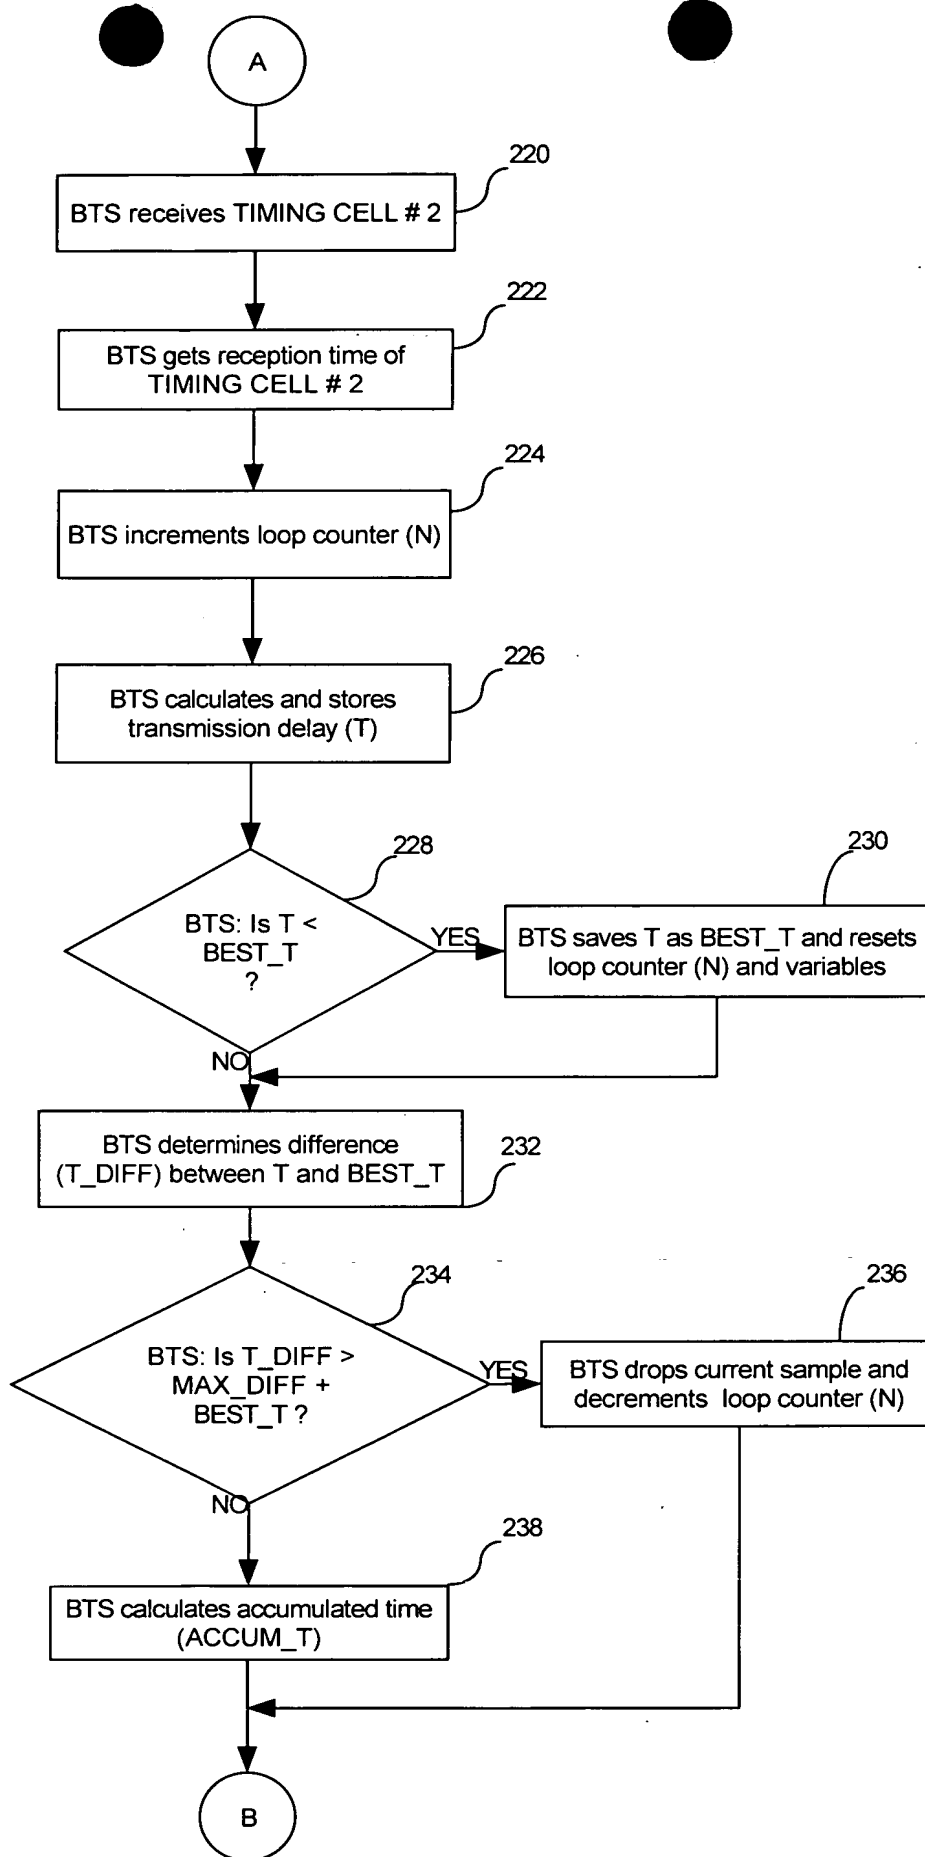 A
220
BTS receives TIMING CELL # 2
222
BTS gets reception time of
TIMING CELL # 2
224
BTS increments loop counter (N)
226
BTS calculates and stores
transmission delay (T)
228
BTS: Is T <
BEST_T
?
YES
230
BTS saves T as BEST_T and resets
loop counter (N) and variables
NO
BTS determines difference
(T_DIFF) between T and BEST_T
232
234
BTS: Is T_DIFF >
MAX_DIFF +
BEST_T ?
YES
236
BTS drops current sample and
decrements loop counter (N)
NO
238
BTS calculates accumulated time
(ACCUM_T)
B